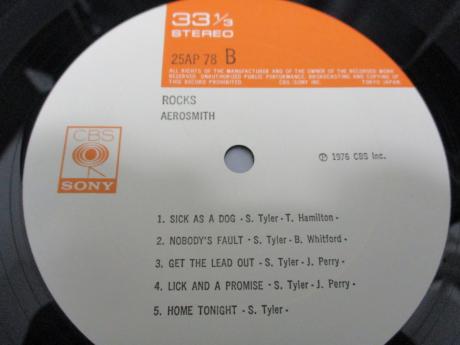 33 1/3
STEREO
25AP 78 B
ALL RIGHTS OF THE MANUFACTURER AND OF THE OWNER OF THE RECORDED WORK
RESERVED. UNAUTHORIZED PUBLIC PERFORMANCE, BROADCASTING AND COPYING OF
THIS RECORD PROHIBITED CBS/SONY INC. TOKYO JAPAN.
ROCKS
AEROSMITH
CBS
SONY
℗ 1976 CBS Inc.
1. SICK AS A DOG - S. Tyler - T. Hamilton -
2. NOBODY'S FAULT - S. Tyler - B. Whitford -
3. GET THE LEAD OUT - S. Tyler - J. Perry -
4. LICK AND A PROMISE - S. Tyler - J. Perry -
5. HOME TONIGHT - S. Tyler -